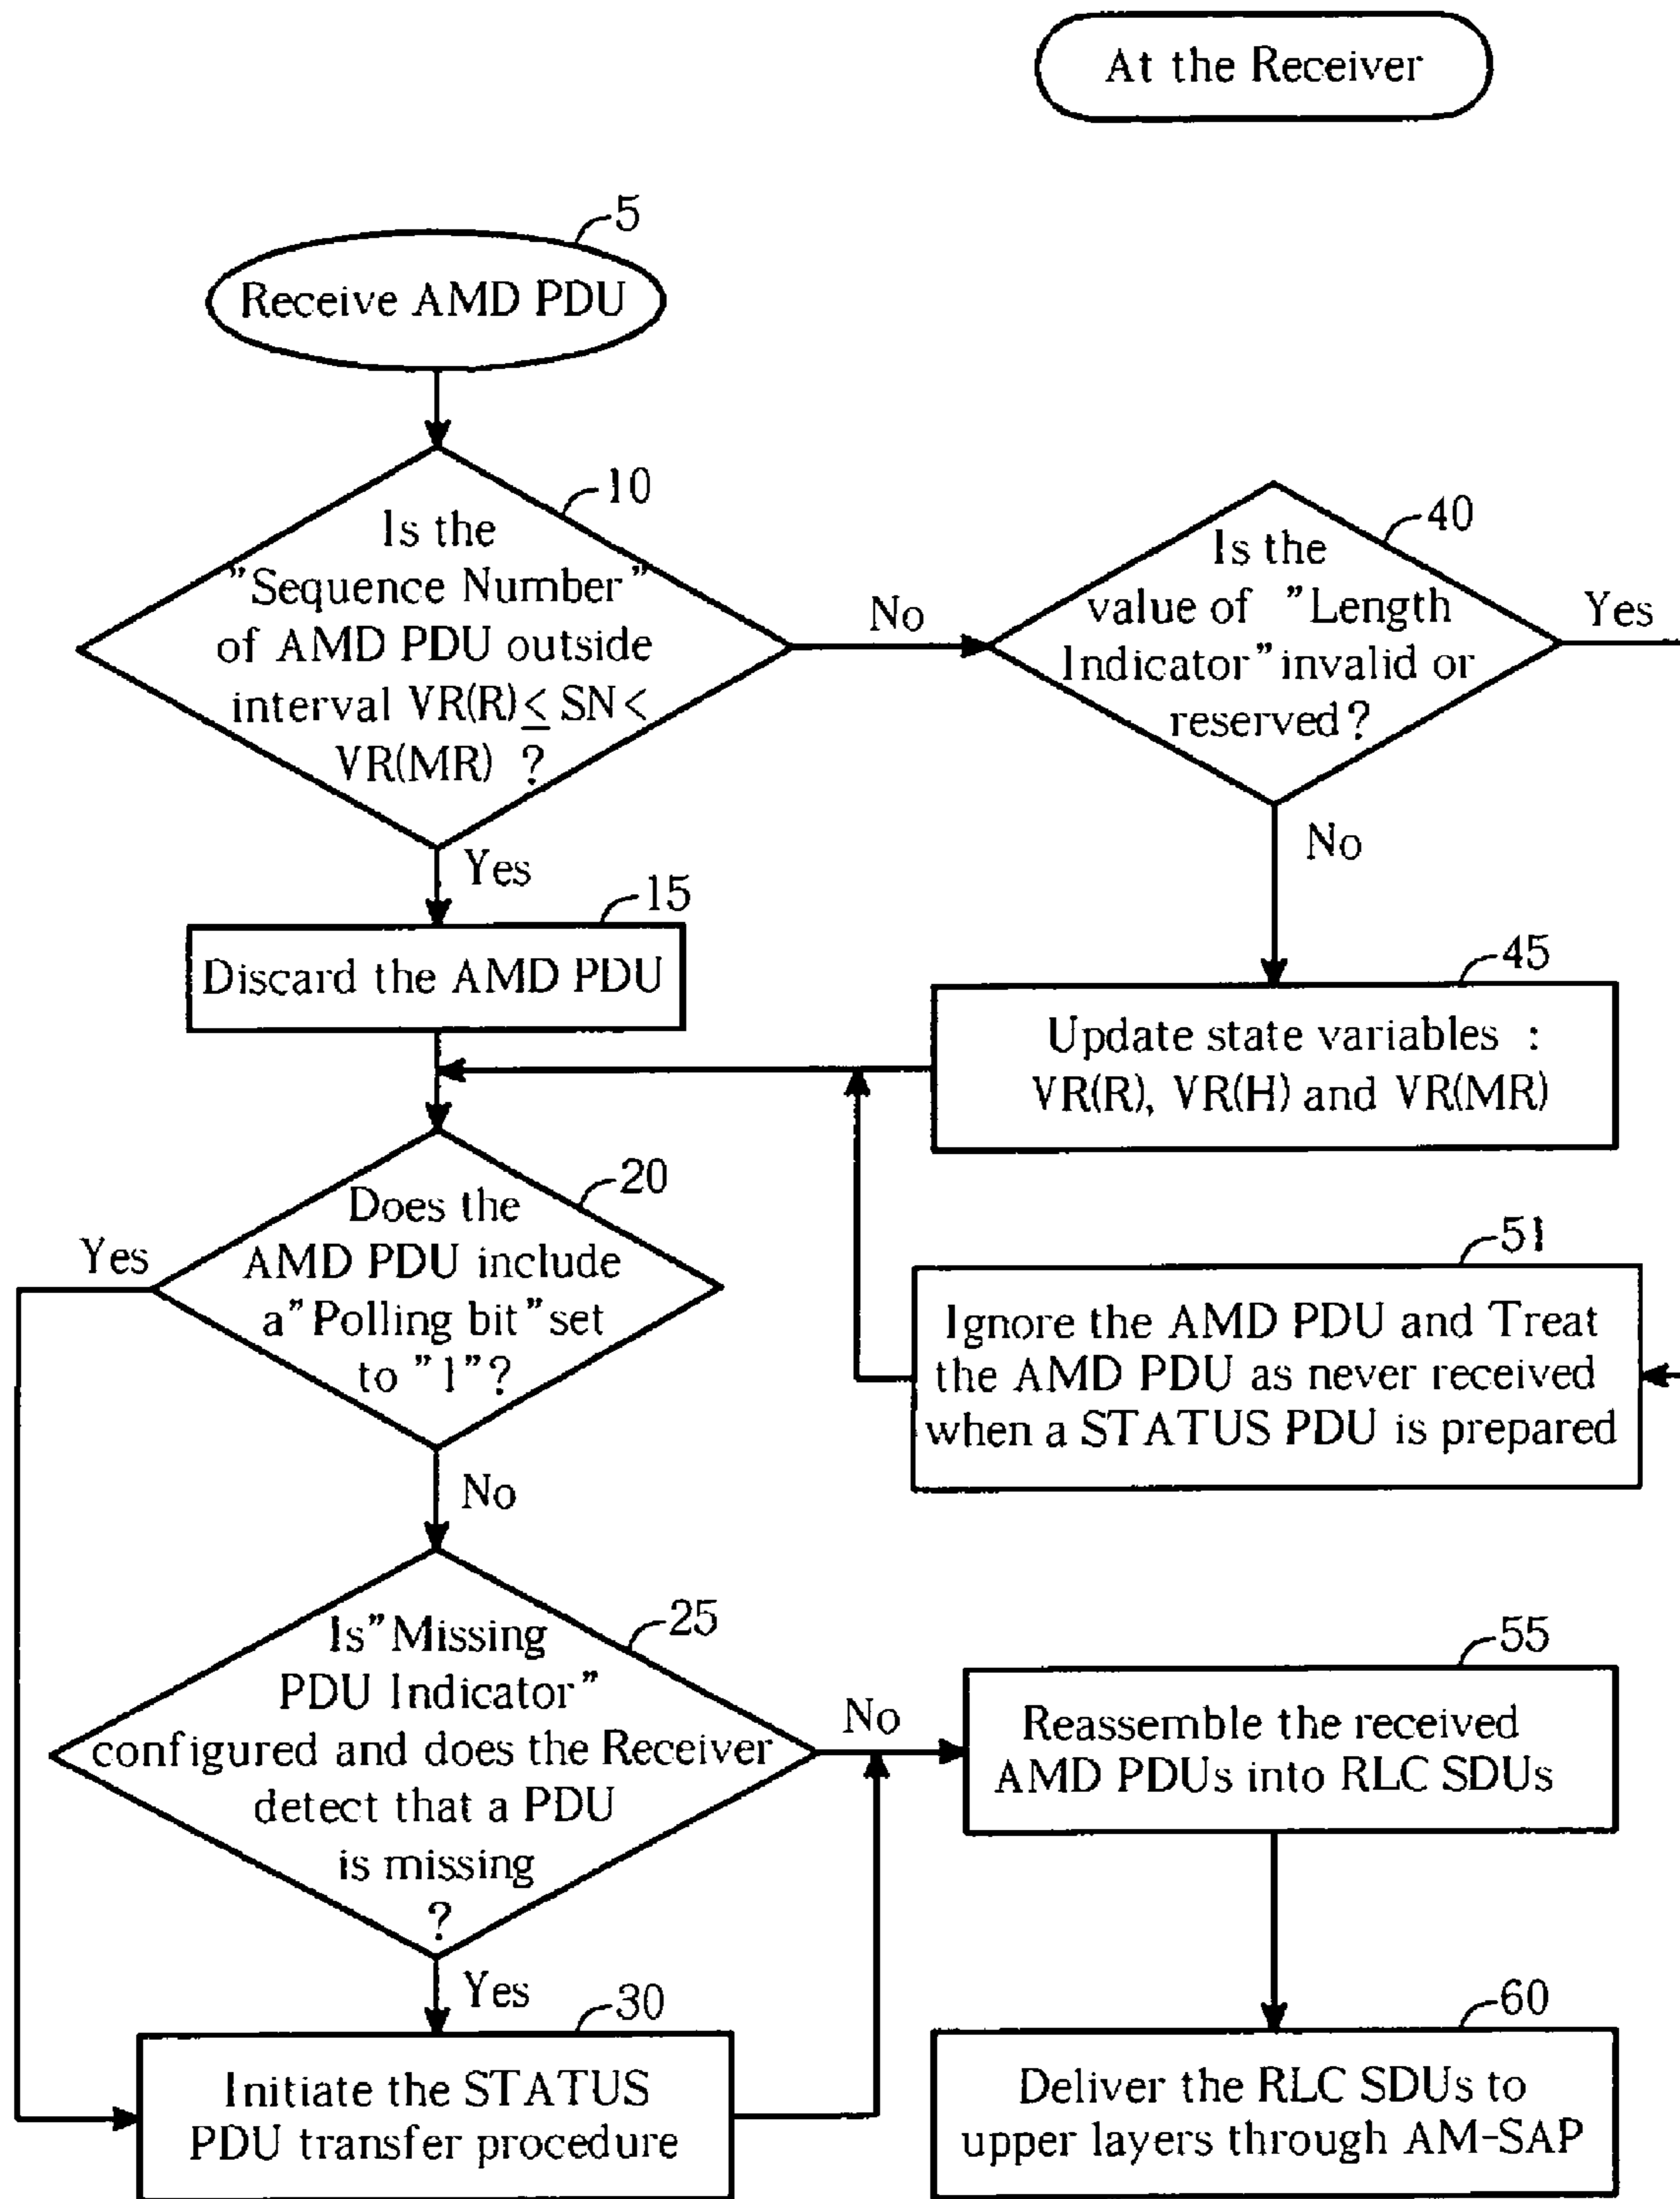 At the Receiver
5
Receive AMD PDU
10
Is the
"Sequence Number"
of AMD PDU outside
interval VR(R)≤ SN<
VR(MR) ?
No
40
Is the
value of "Length
Indicator" invalid or
reserved?
Yes
No
Yes
15
Discard the AMD PDU
45
Update state variables :
VR(R), VR(H) and VR(MR)
20
Does the
AMD PDU include
a "Polling bit" set
to "1"?
Yes
51
Ignore the AMD PDU and Treat
the AMD PDU as never received
when a STATUS PDU is prepared
No
25
Is "Missing
PDU Indicator"
configured and does the Receiver
detect that a PDU
is missing
?
No
55
Reassemble the received
AMD PDUs into RLC SDUs
Yes
30
Initiate the STATUS
PDU transfer procedure
60
Deliver the RLC SDUs to
upper layers through AM-SAP